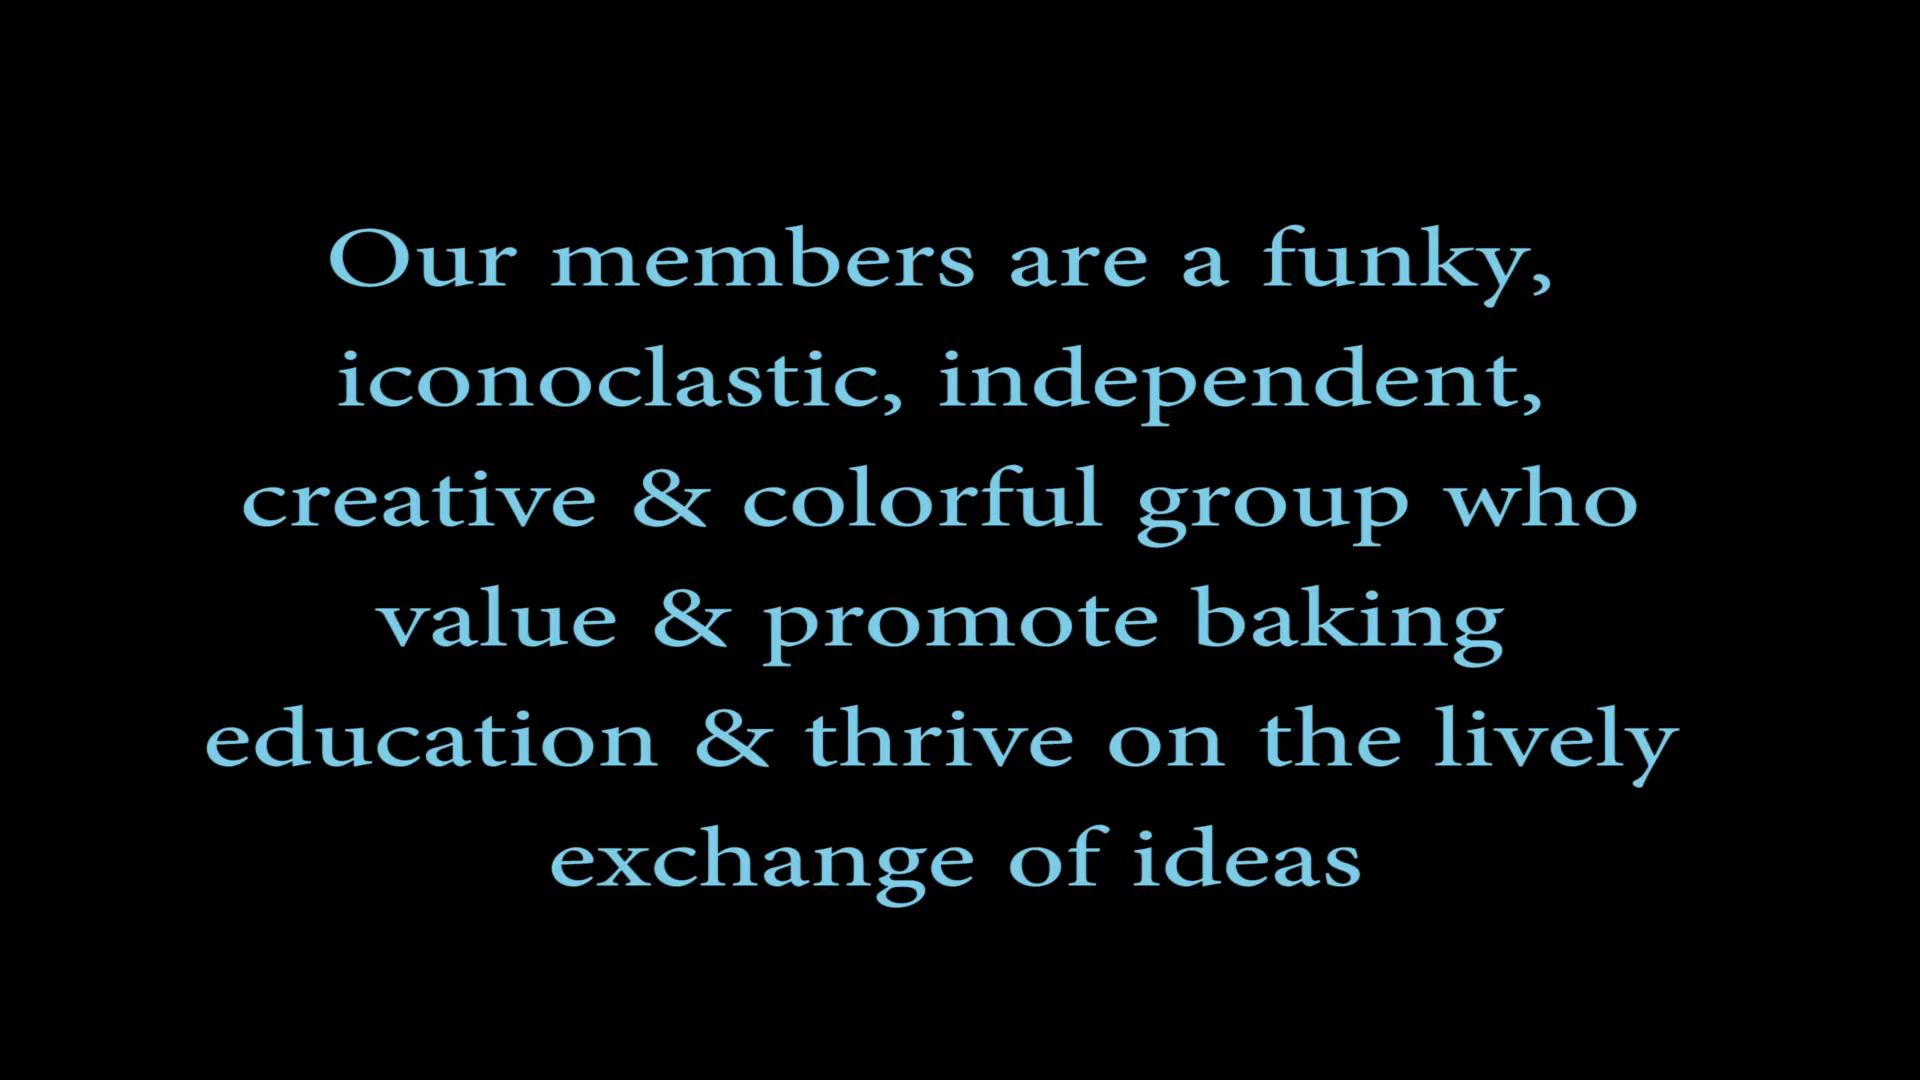 Our members are a funky,
iconoclastic, independent,
creative & colorful group who
value & promote baking
education & thrive on the lively
exchange of ideas